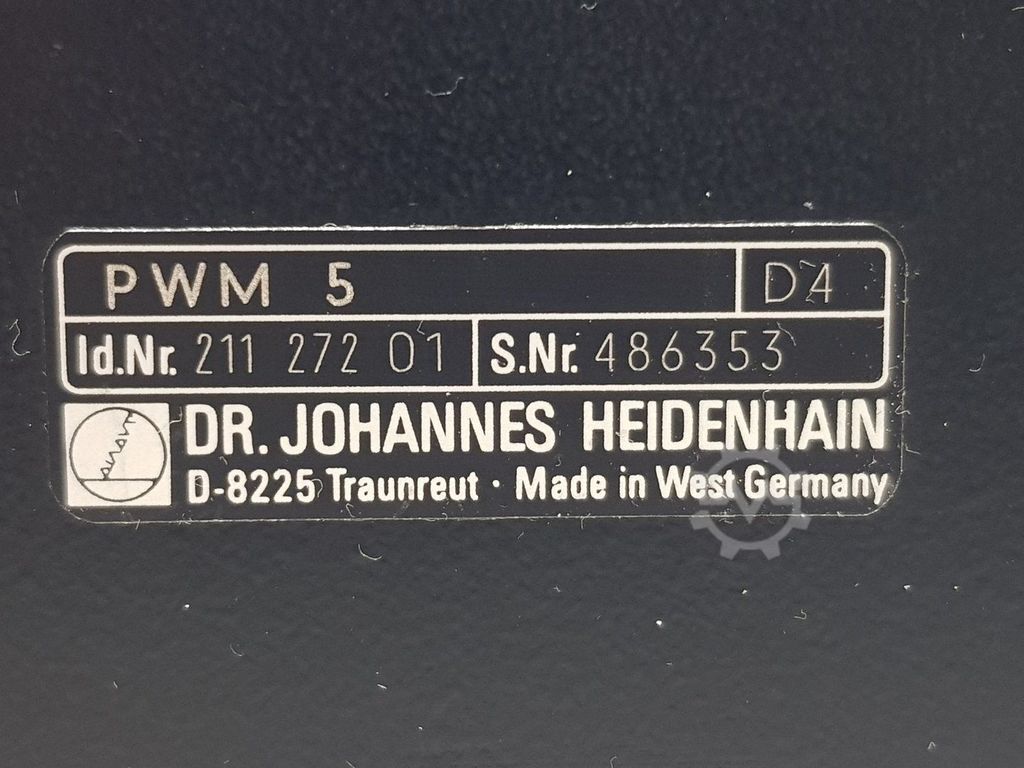 PWM 5 D4
Id.Nr. 211 272 01 S.Nr. 486353
DR. JOHANNES HEIDENHAIN
D-8225 Traunreut · Made in West Germany